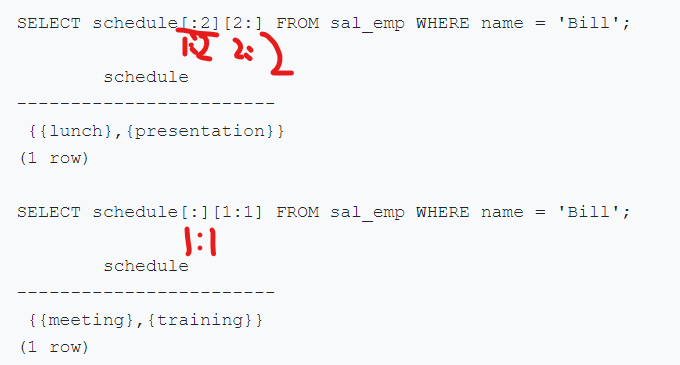 SELECT schedule[:2][2:] FROM sal_emp WHERE name = 'Bill';
1:2 2: 2
schedule
------------------------
{{lunch},{presentation}}
(1 row)
SELECT schedule[:][1:1] FROM sal_emp WHERE name = 'Bill';
1:1
schedule
------------------------
{{meeting},{training}}
(1 row)